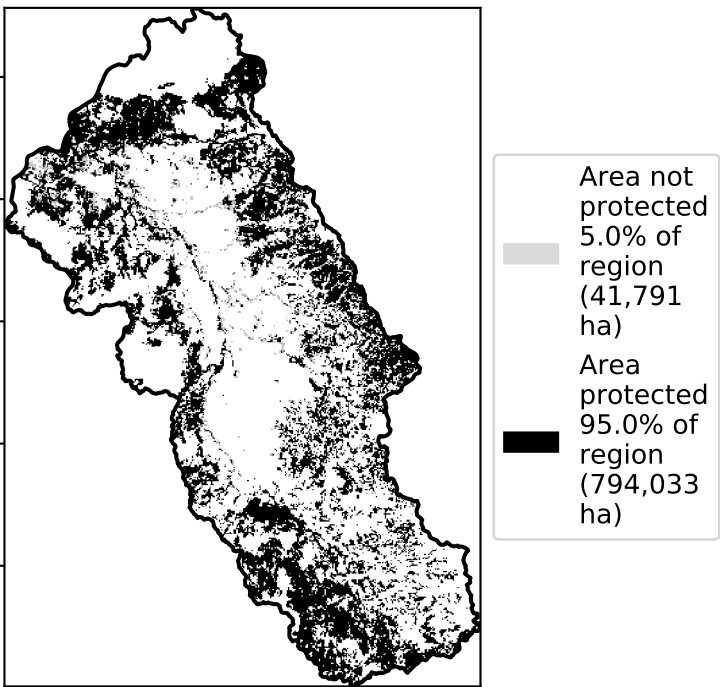 Area not
protected
5.0% of
region
(41,791
ha)
Area
protected
95.0% of
region
(794,033
ha)